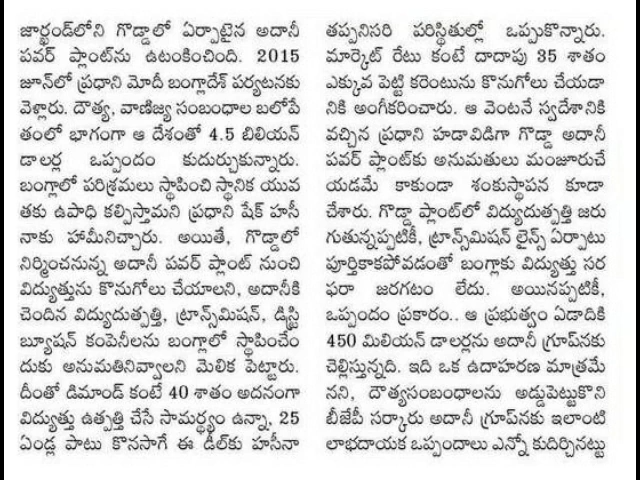 జార్ఖండ్‌లోని గొడ్డాలో ఏర్పాటైన అదానీ
పవర్ ప్లాంట్‌ను ఉటంకించింది. 2015
జూన్‌లో ప్రధాని మోదీ బంగ్లాదేశ్ పర్యటనకు
వెళ్లారు. దౌత్య, వాణిజ్య సంబంధాల బలోపే
తంలో భాగంగా ఆ దేశంతో 4.5 బిలియన్
డాలర్ల ఒప్పందం కుదుర్చుకున్నారు.
బంగ్లాలో పరిశ్రమలు స్థాపించి స్థానిక యువ
తకు ఉపాధి కల్పిస్తామని ప్రధాని షేక్ హసీ
నాకు హామీనిచ్చారు. అయితే, గొడ్డాలో
నిర్మించనున్న అదానీ పవర్ ప్లాంట్ నుంచి
విద్యుత్తును కొనుగోలు చేయాలని, అదానీకి
చెందిన విద్యుదుత్పత్తి, ట్రాన్స్‌మిషన్, డిస్ట్రి
బ్యూషన్ కంపెనీలను బంగ్లాలో స్థాపించేం
దుకు అనుమతినివ్వాలని మెలిక పెట్టారు.
దీంతో డిమాండ్ కంటే 40 శాతం అదనంగా
విద్యుత్తు ఉత్పత్తి చేసే సామర్థ్యం ఉన్నా, 25
ఏండ్ల పాటు కొనసాగే ఈ డీల్‌కు హసీనా
తప్పనిసరి పరిస్థితుల్లో ఒప్పుకొన్నారు.
మార్కెట్ రేటు కంటే దాదాపు 35 శాతం
ఎక్కువ పెట్టి కరెంటును కొనుగోలు చేయడా
నికి అంగీకరించారు. ఆ వెంటనే స్వదేశానికి
వచ్చిన ప్రధాని హడావిడిగా గొడ్డా అదానీ
పవర్ ప్లాంట్‌కు అనుమతులు మంజూరుచే
యడమే కాకుండా శంకుస్థాపన కూడా
చేశారు. గొడ్డా ప్లాంట్‌లో విద్యుదుత్పత్తి జరు
గుతున్నప్పటికీ, ట్రాన్స్‌మిషన్ లైన్స్ ఏర్పాటు
పూర్తికాకపోవడంతో బంగ్లాకు విద్యుత్తు సర
ఫరా జరగటం లేదు. అయినప్పటికీ,
ఒప్పందం ప్రకారం.. ఆ ప్రభుత్వం ఏడాదికి
450 మిలియన్ డాలర్లను అదానీ గ్రూప్‌నకు
చెల్లిస్తున్నది. ఇది ఒక ఉదాహరణ మాత్రమే
నని, దౌత్యసంబంధాలను అడ్డుపెట్టుకొని
బీజేపీ సర్కారు అదానీ గ్రూప్‌నకు ఇలాంటి
లాభదాయక ఒప్పందాలు ఎన్నో కుదిర్చినట్టు